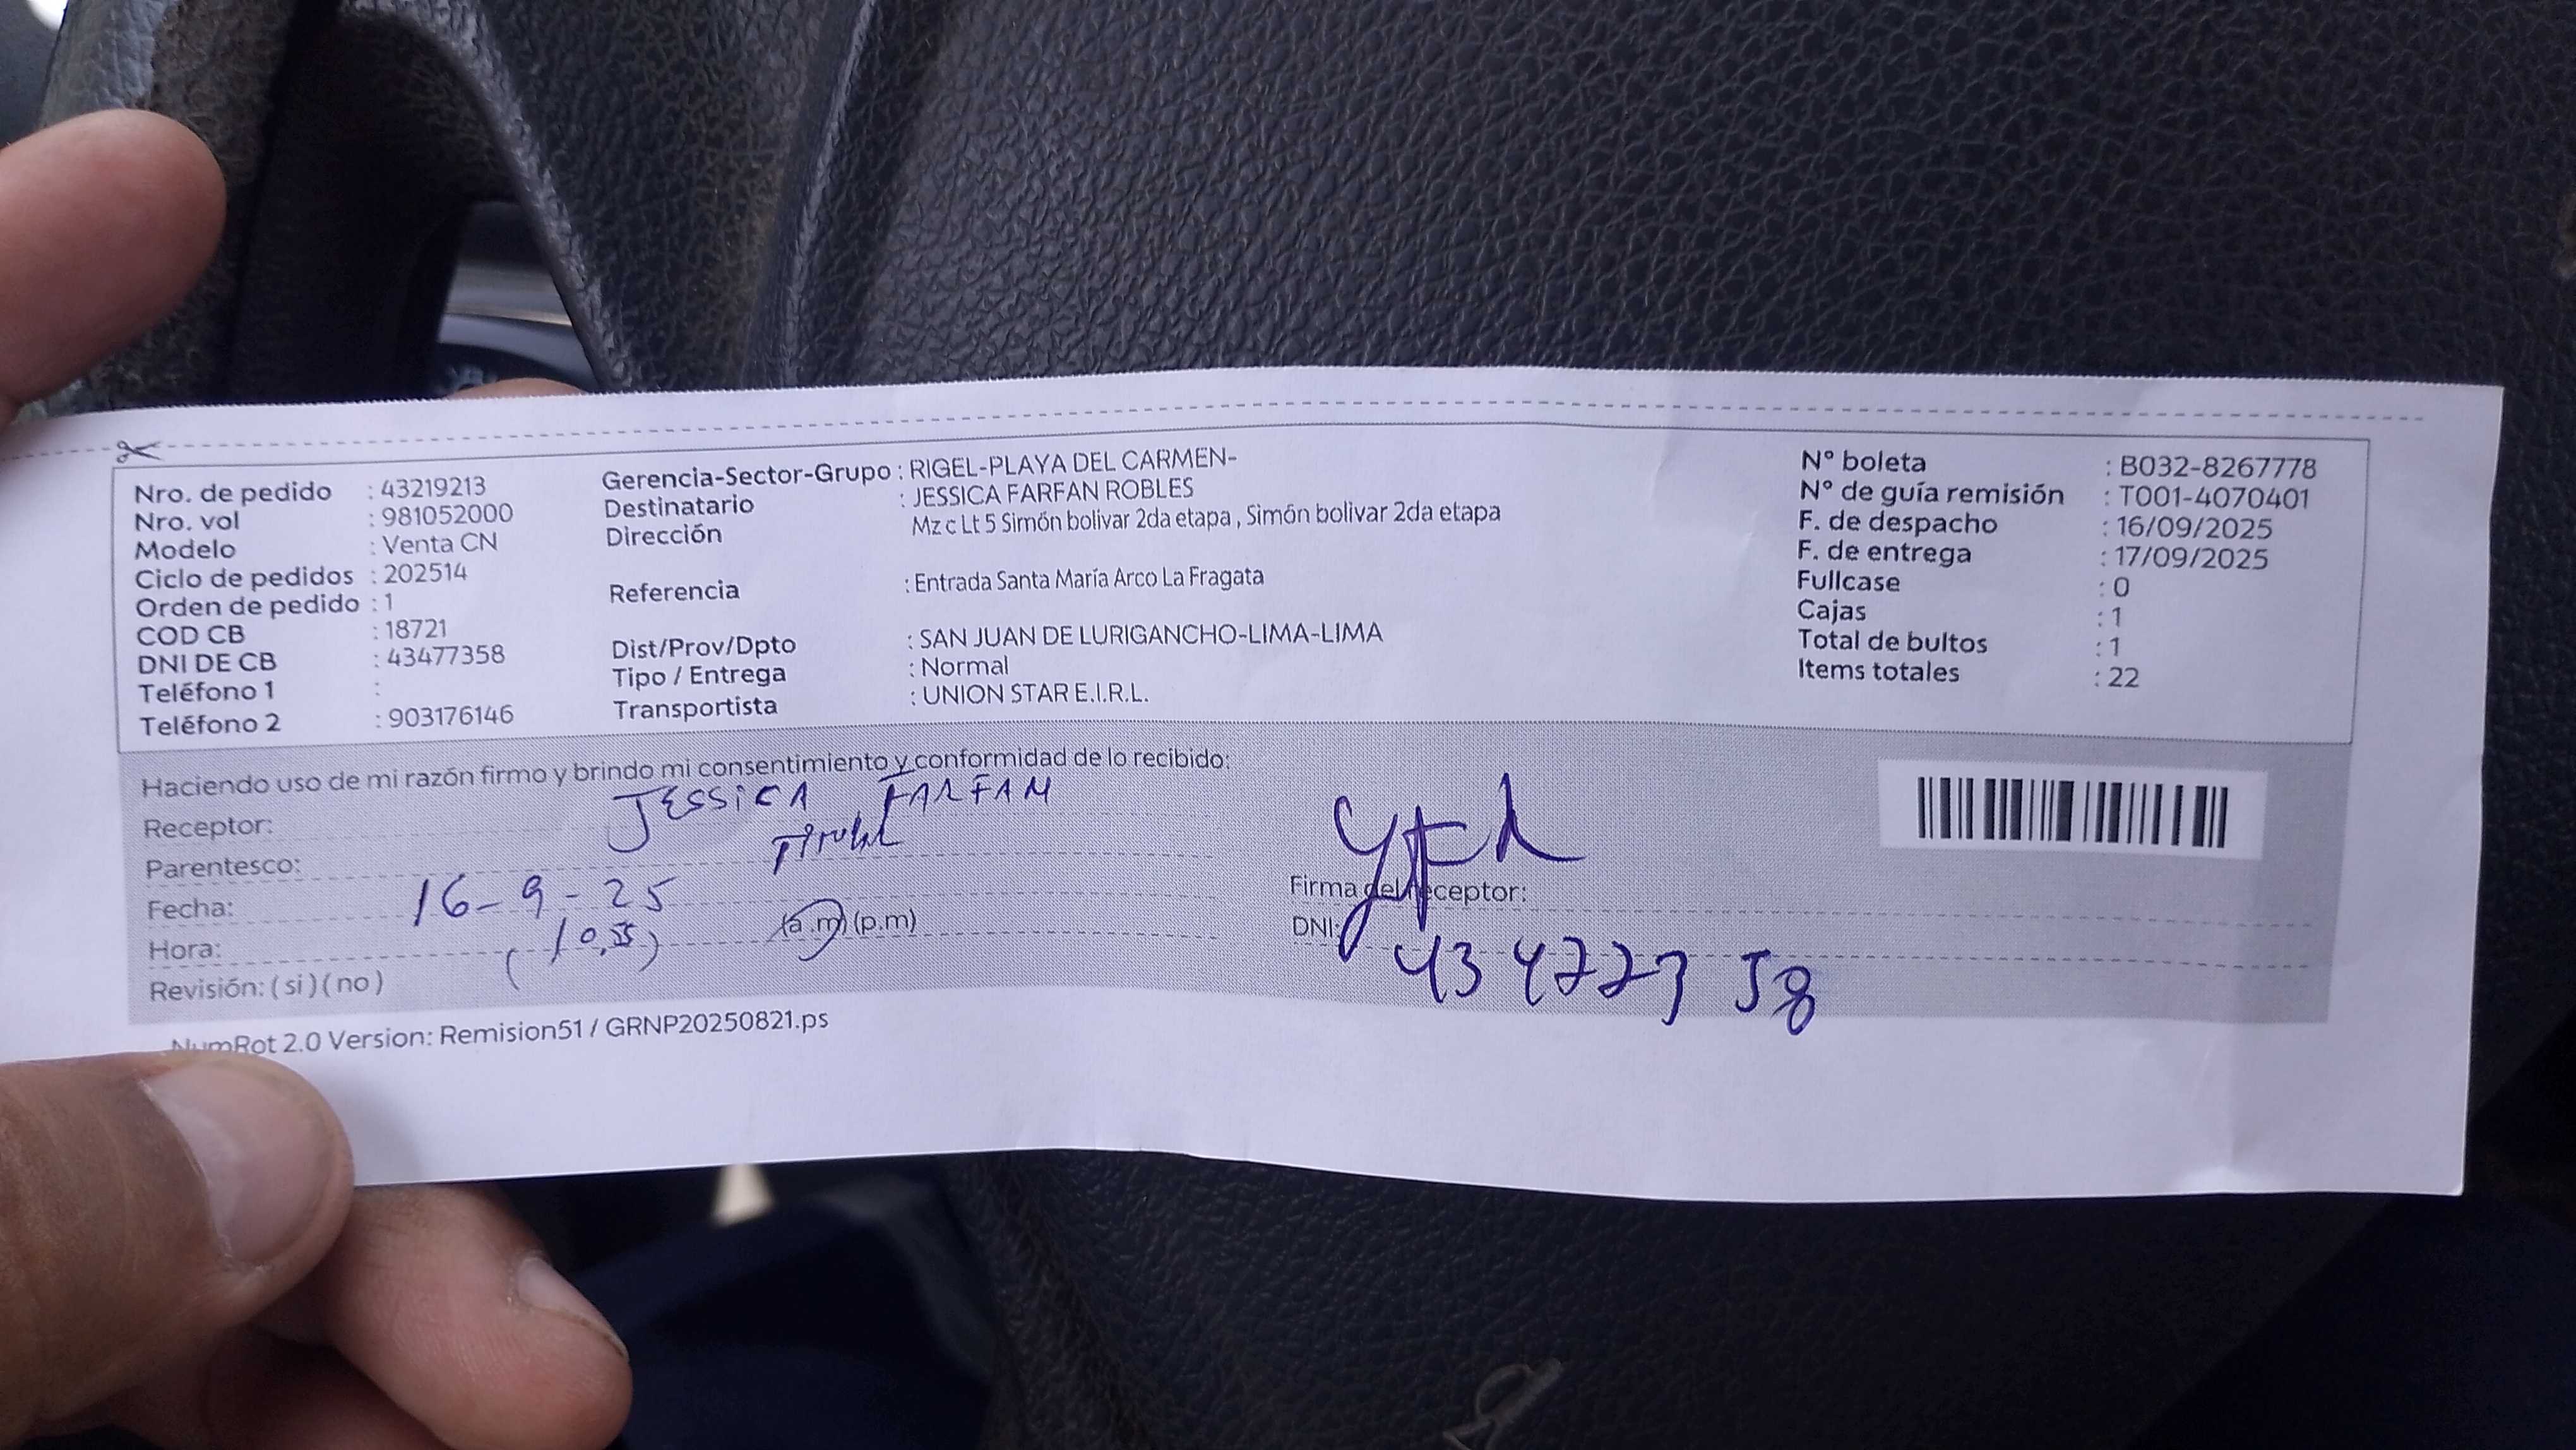 Nro. de pedido : 43219213
Nro. vol : 981052000
Modelo : Venta CN
Ciclo de pedidos : 202514
Orden de pedido : 1
COD CB : 18721
DNI DE CB : 43477358
Teléfono 1 :
Teléfono 2 : 903176146
Gerencia-Sector-Grupo : RIGEL-PLAYA DEL CARMEN-
Destinatario : JESSICA FARFAN ROBLES
Dirección Mz c Lt 5 Simón bolivar 2da etapa , Simón bolivar 2da etapa
Referencia : Entrada Santa María Arco La Fragata
Dist/Prov/Dpto : SAN JUAN DE LURIGANCHO-LIMA-LIMA
Tipo / Entrega : Normal
Transportista : UNION STAR E.I.R.L.
N° boleta : B032-8267778
N° de guía remisión : T001-4070401
F. de despacho : 16/09/2025
F. de entrega : 17/09/2025
Fullcase : 0
Cajas : 1
Total de bultos : 1
Items totales : 22
Haciendo uso de mi razón firmo y brindo mi consentimiento y conformidad de lo recibido:
Receptor: JESSICA FARFAN
Parentesco:
Fecha: 16-9-25
Hora: (10,55) (a.m) (p.m)
Revisión: ( si ) ( no )
Firma del receptor:
DNI:
NumRot 2.0 Version: Remision51 / GRNP20250821.ps